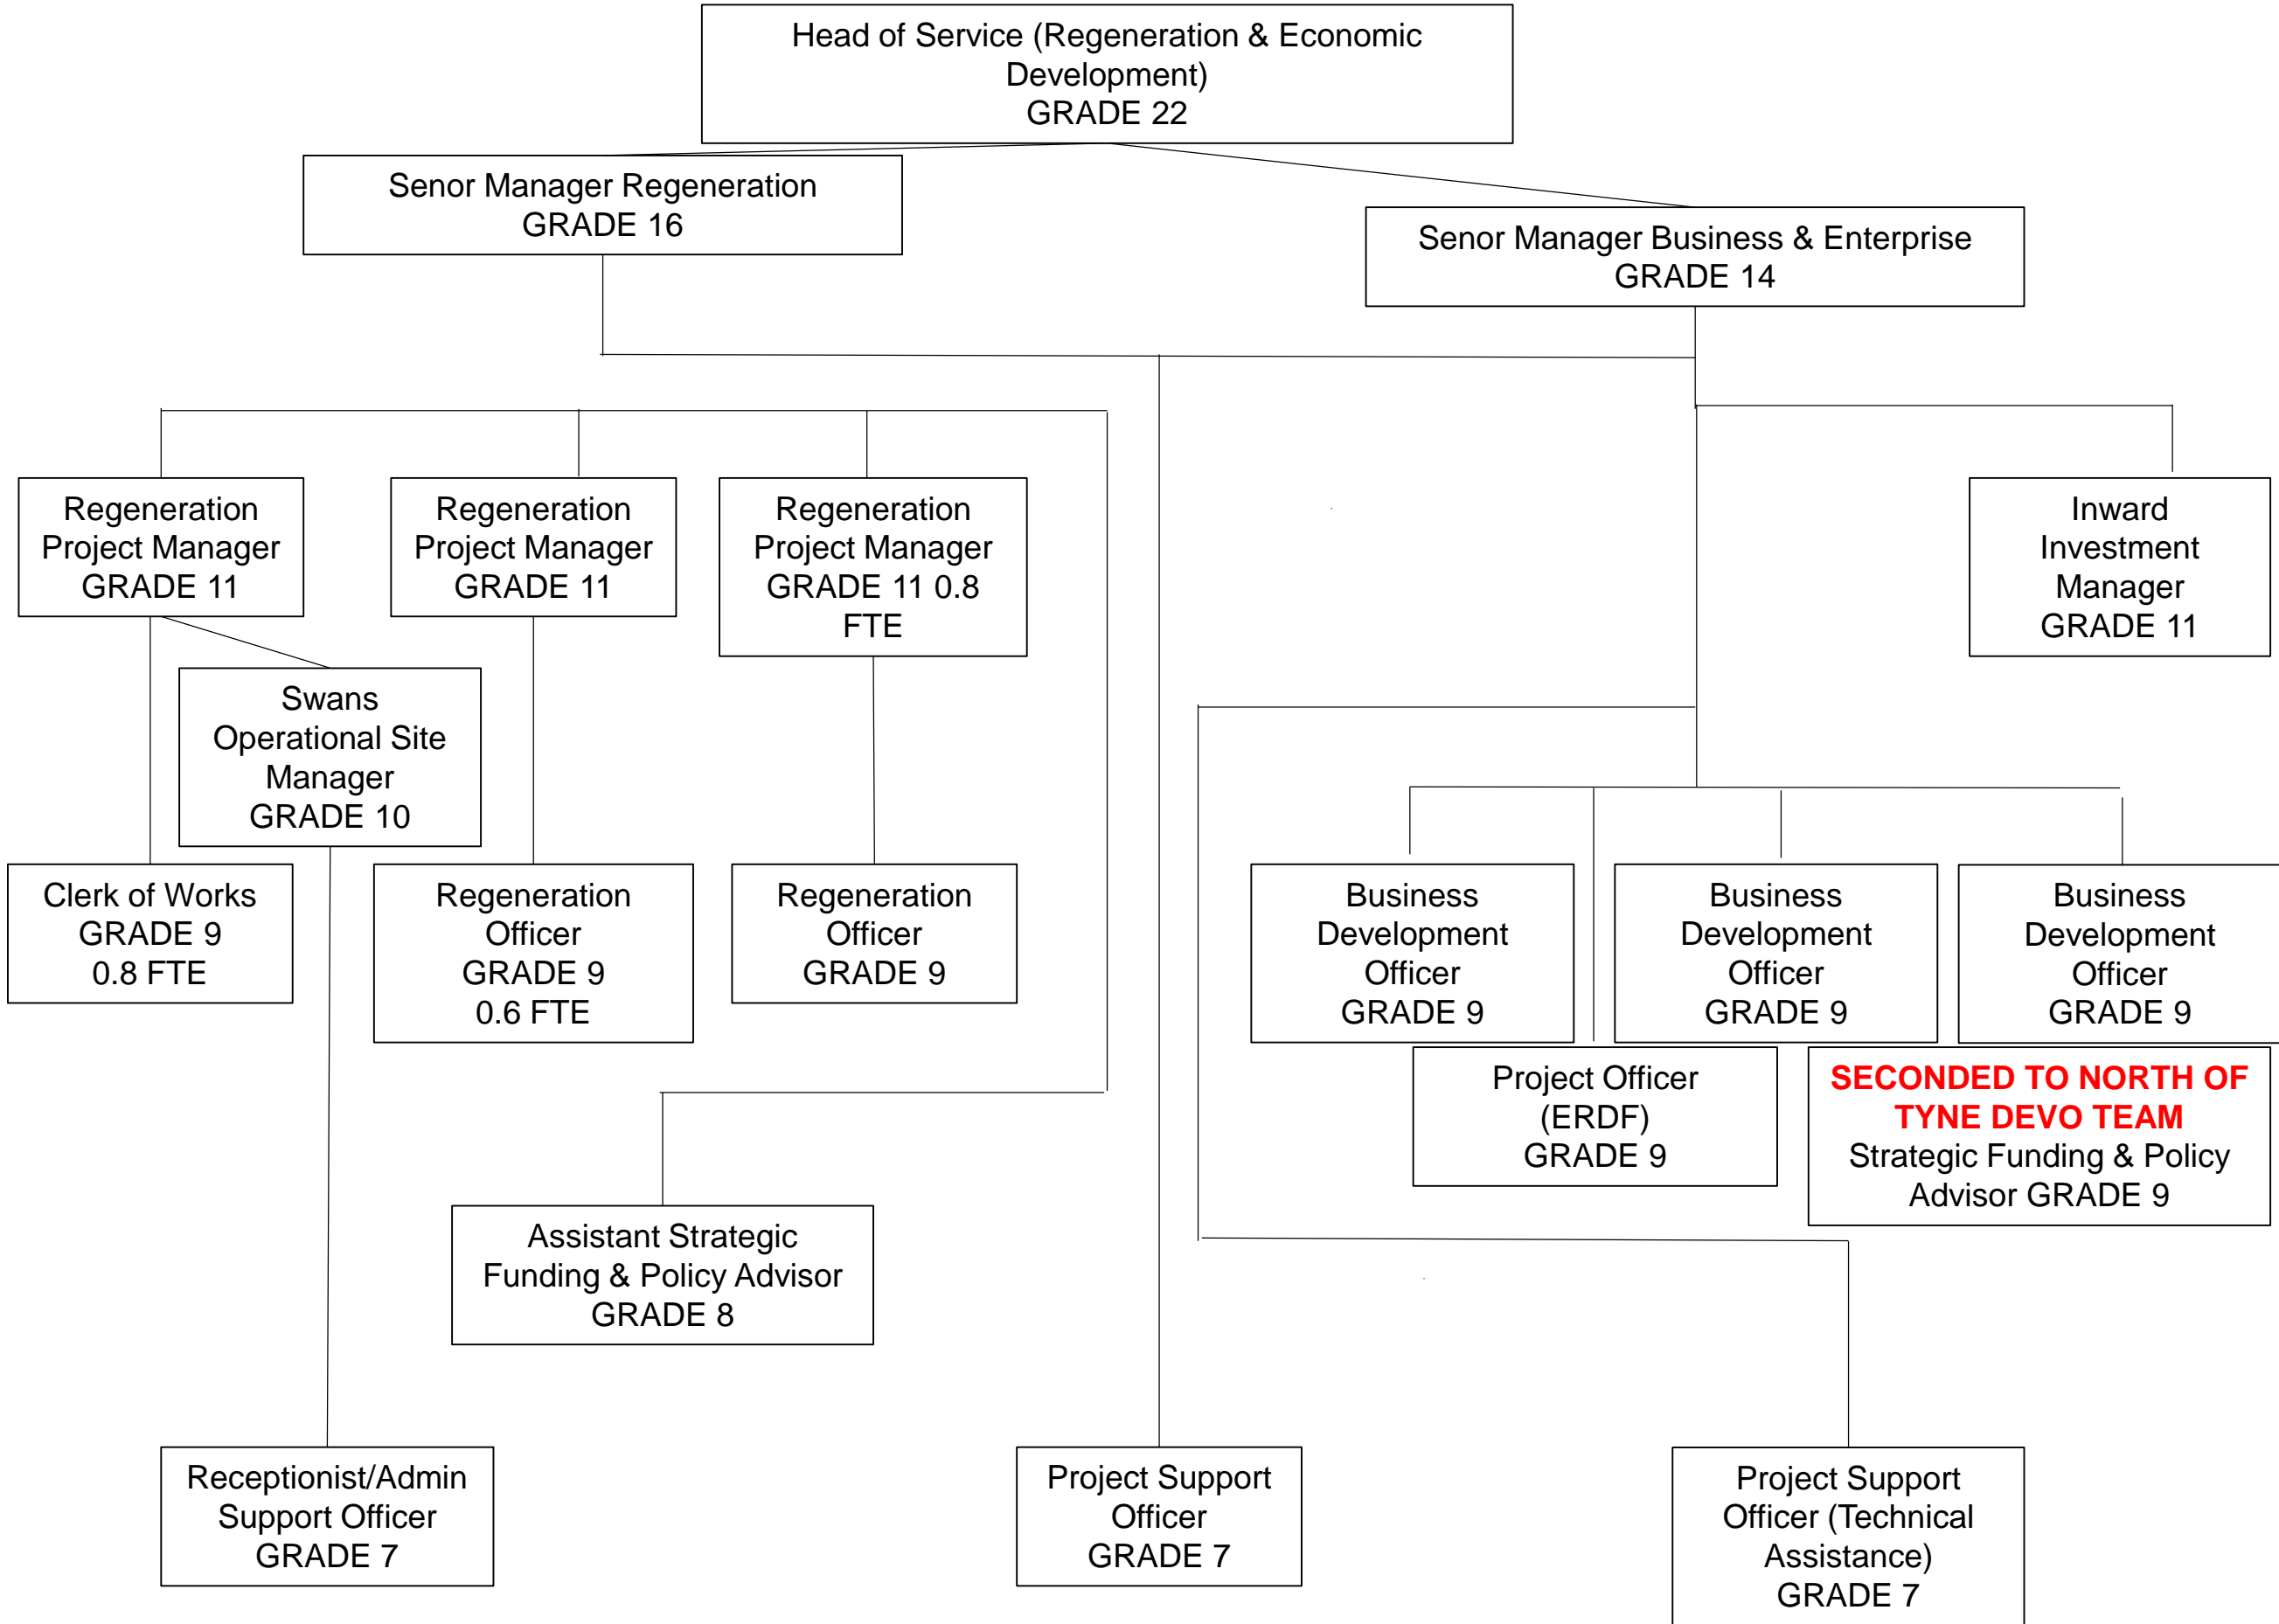 Head of Service (Regeneration & Economic
Development)
GRADE 22
Senor Manager Regeneration
GRADE 16
Senor Manager Business & Enterprise
GRADE 14
Regeneration
Project Manager
GRADE 11
Regeneration
Project Manager
GRADE 11
Regeneration
Project Manager
GRADE 11 0.8
FTE
Inward
Investment
Manager
GRADE 11
Swans
Operational Site
Manager
GRADE 10
Clerk of Works
GRADE 9
0.8 FTE
Regeneration
Officer
GRADE 9
0.6 FTE
Regeneration
Officer
GRADE 9
Business
Development
Officer
GRADE 9
Business
Development
Officer
GRADE 9
Business
Development
Officer
GRADE 9
Project Officer
(ERDF)
GRADE 9
SECONDED TO NORTH OF
TYNE DEVO TEAM
Strategic Funding & Policy
Advisor GRADE 9
Assistant Strategic
Funding & Policy Advisor
GRADE 8
Receptionist/Admin
Support Officer
GRADE 7
Project Support
Officer
GRADE 7
Project Support
Officer (Technical
Assistance)
GRADE 7